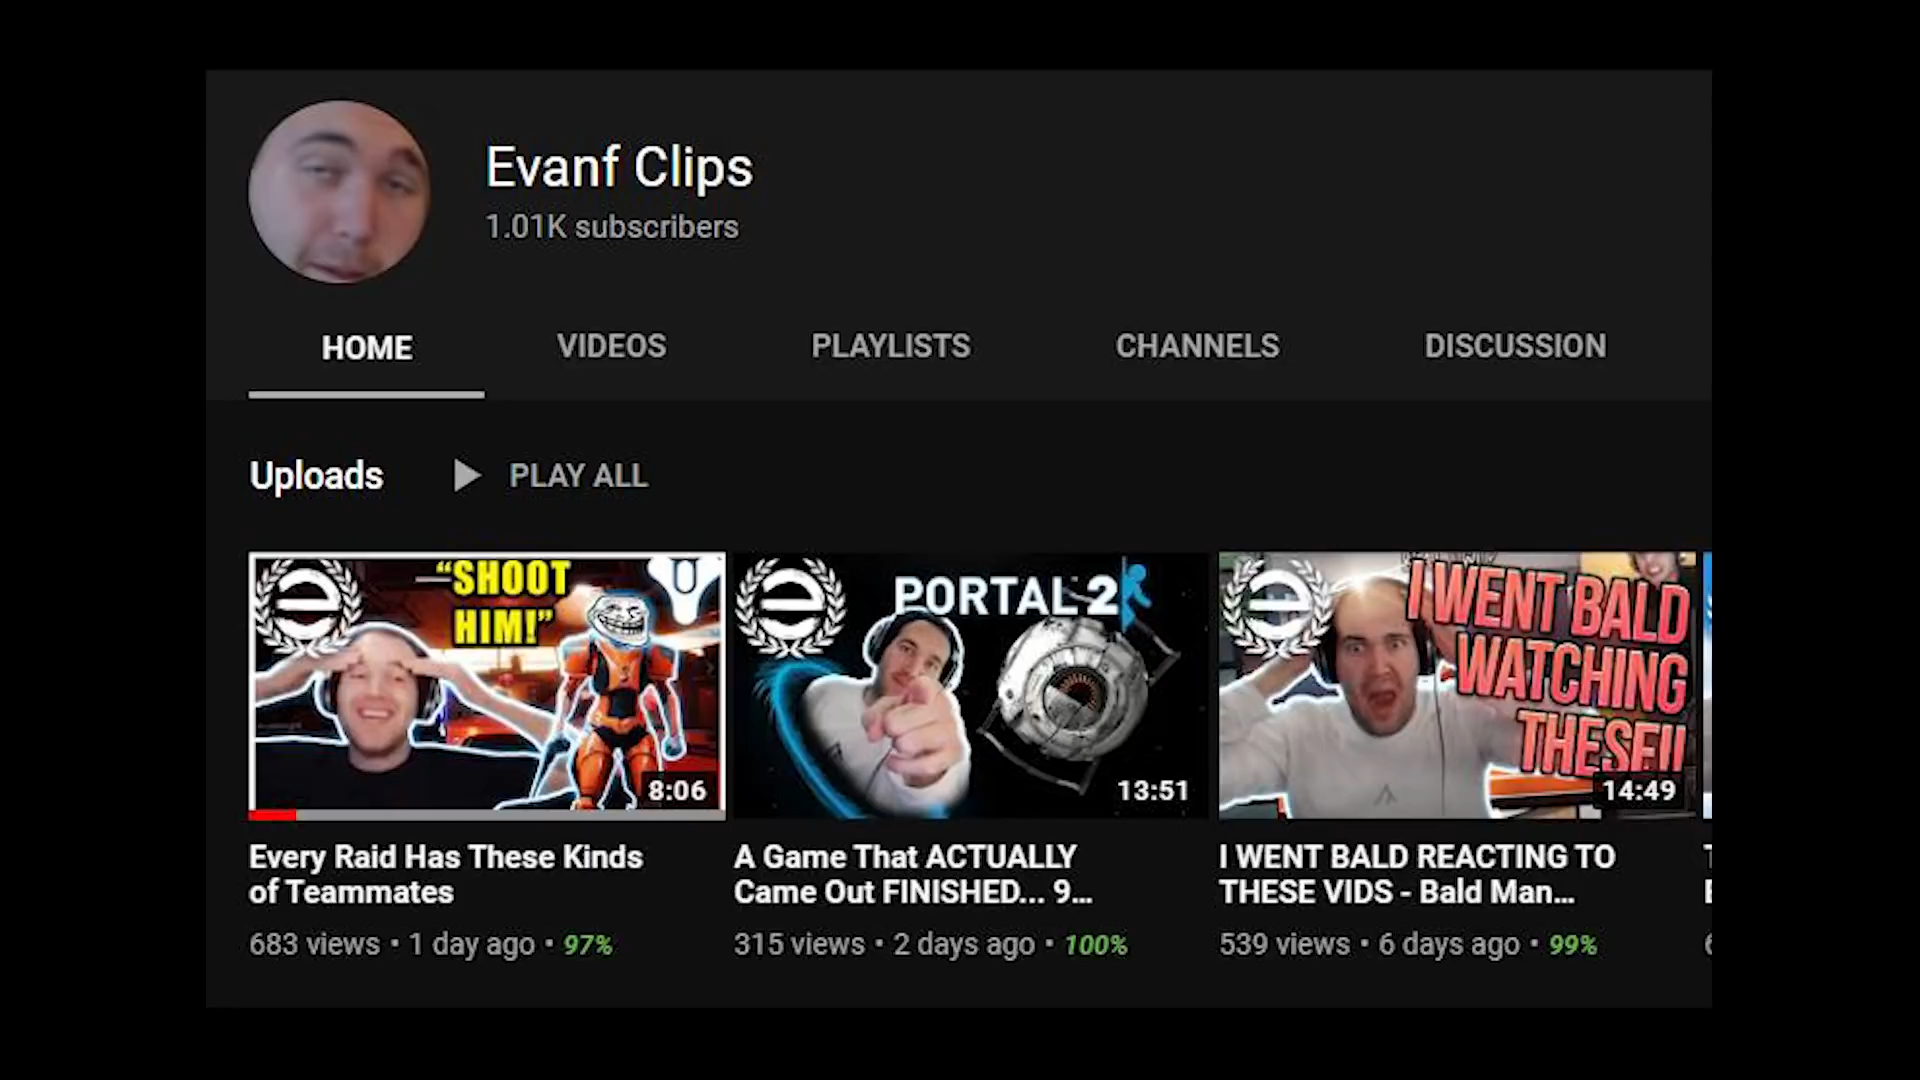 Evanf Clips
1.01K subscribers
HOME VIDEOS PLAYLISTS CHANNELS DISCUSSION
Uploads PLAY ALL
"SHOOT
HIM!"
8:06
PORTAL 2
13:51
I WENT BALD
WATCHING
THESE!!
14:49
Every Raid Has These Kinds
of Teammates
683 views • 1 day ago • 97%
A Game That ACTUALLY
Came Out FINISHED... 9...
315 views • 2 days ago • 100%
I WENT BALD REACTING TO
THESE VIDS - Bald Man...
539 views • 6 days ago • 99%